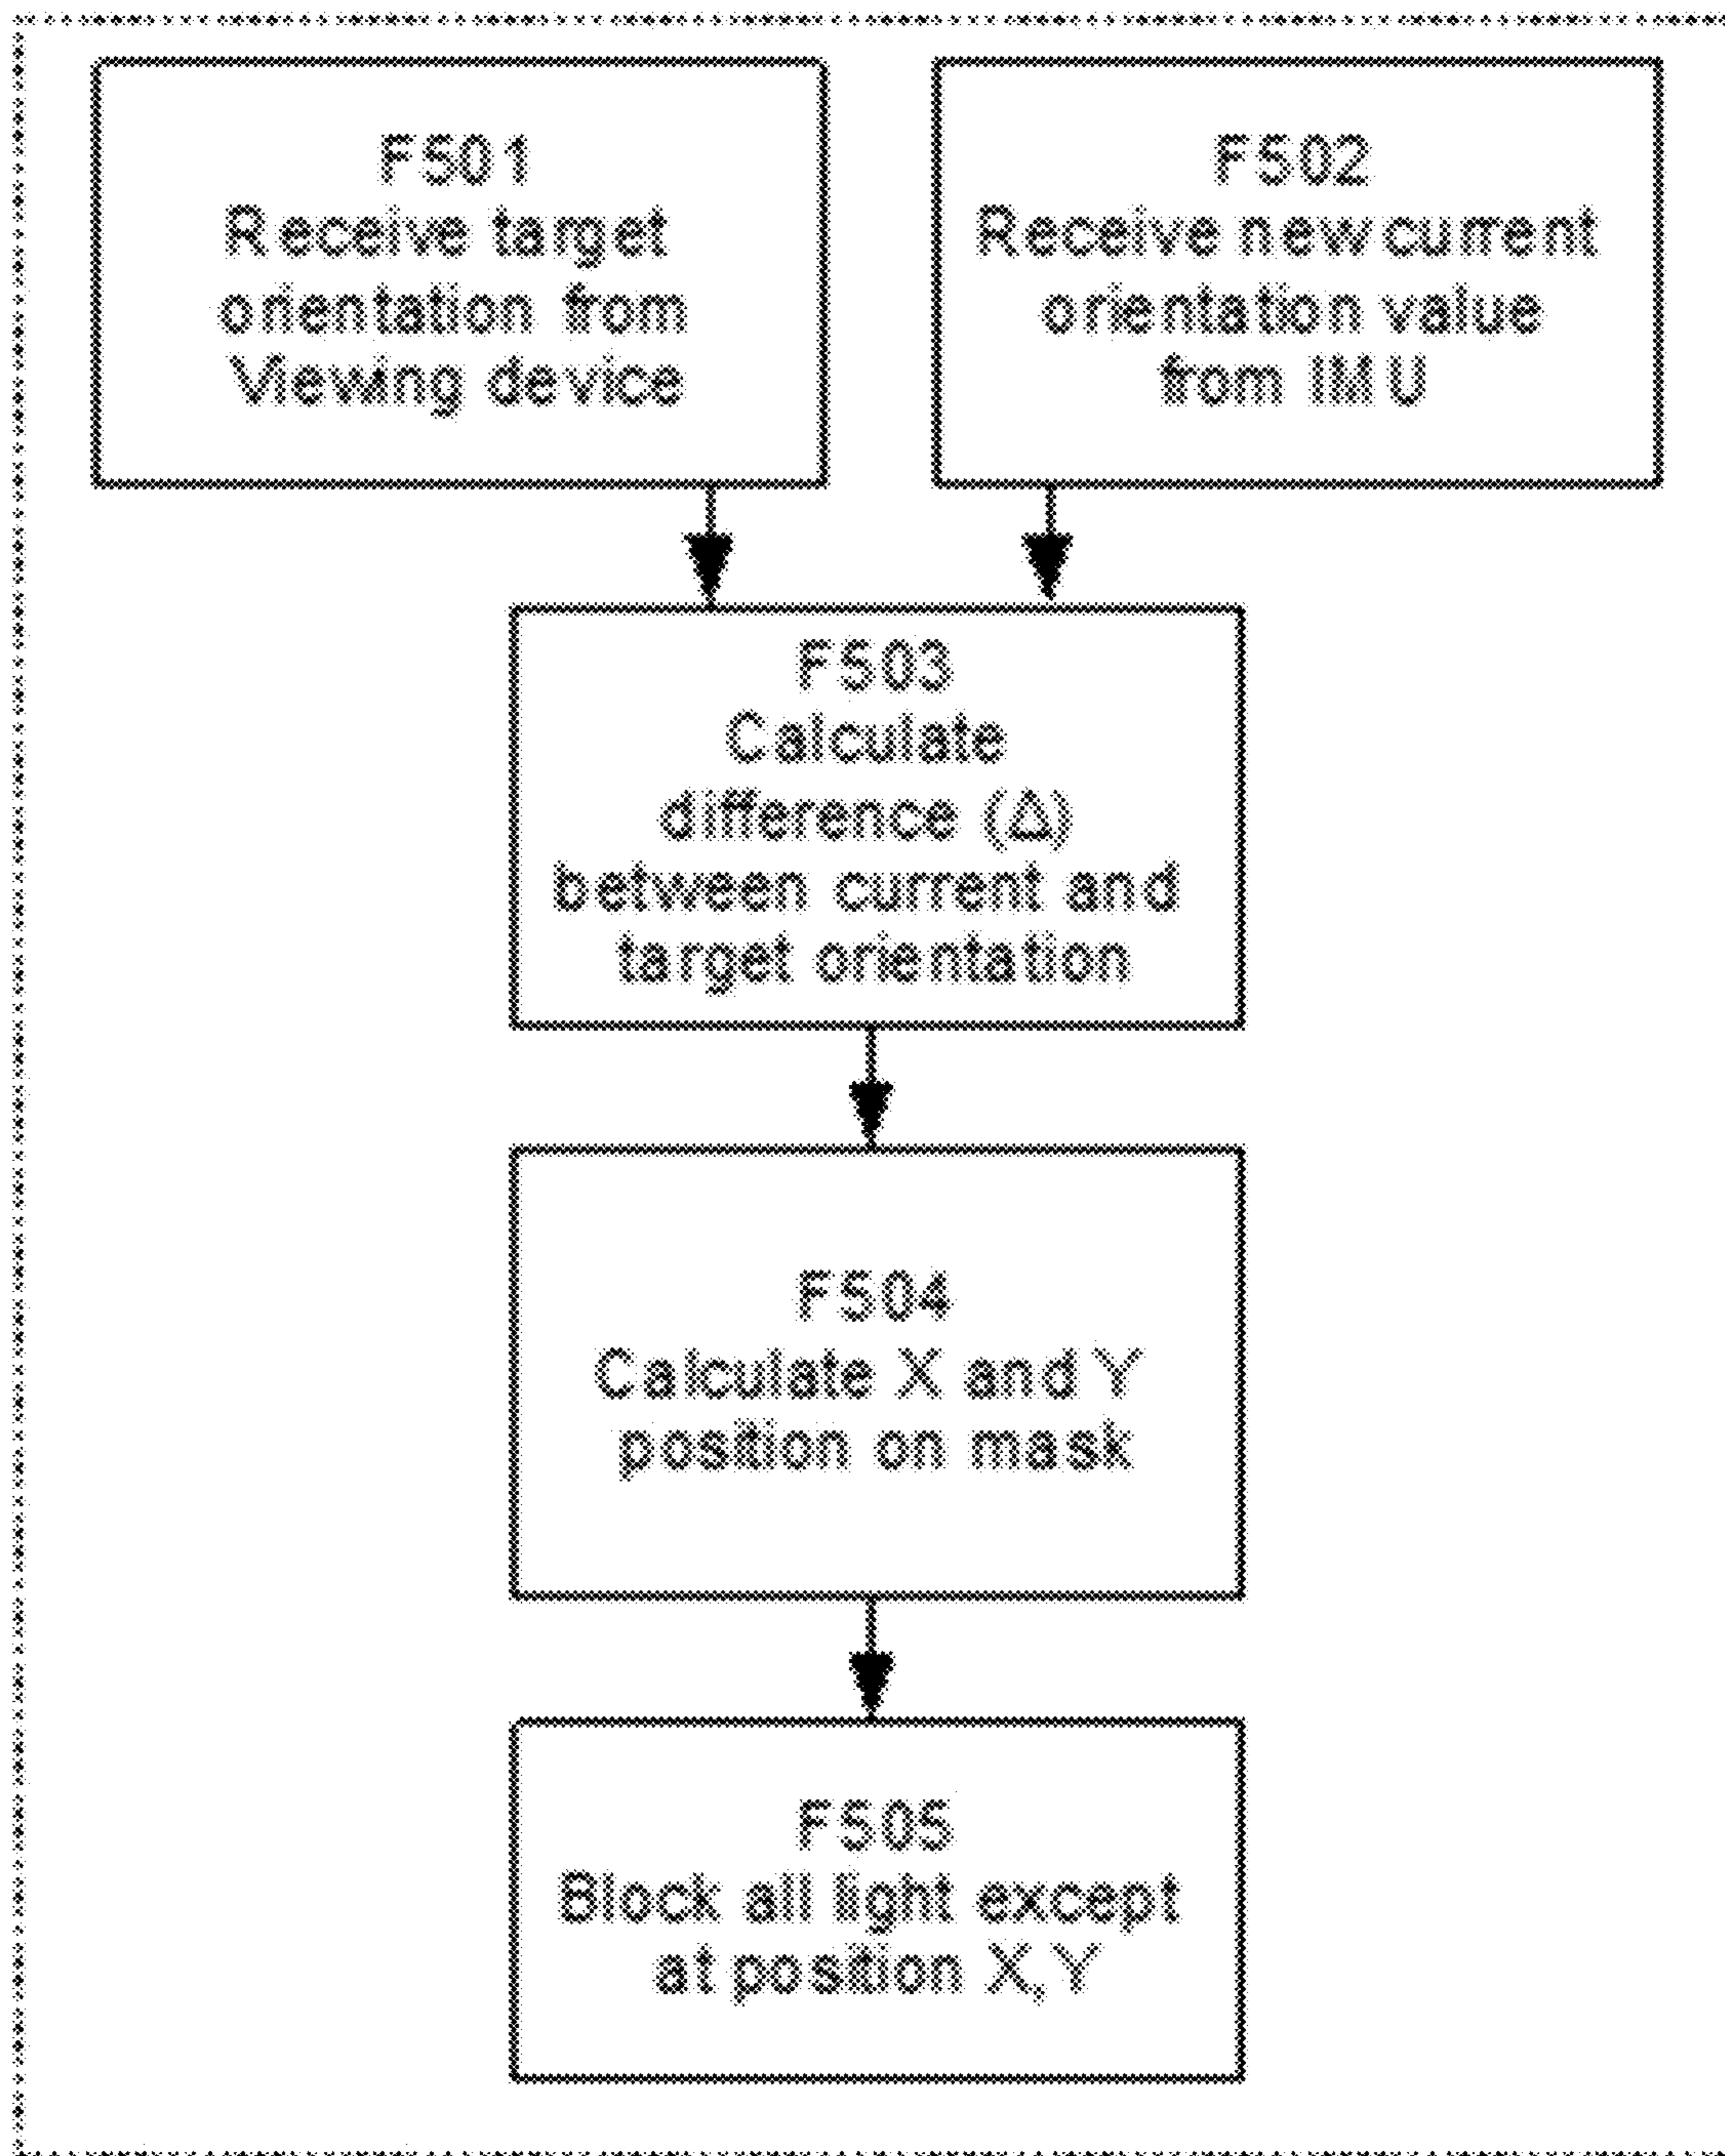 F501
Receive target
orientation from
Viewing device
F502
Receive new current
orientation value
from IMU
F503
Calculate
difference (Δ)
between current and
target orientation
F504
Calculate X and Y
position on mask
F505
Block all light except
at position X,Y